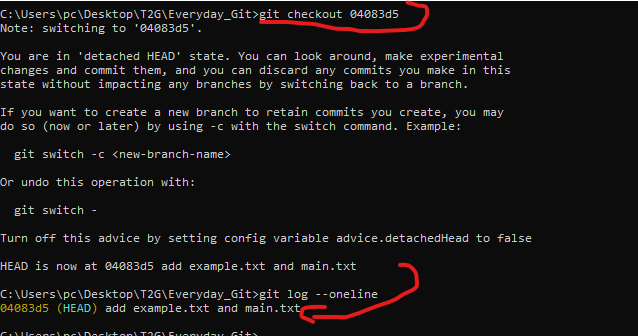 C:\Users\pc\Desktop\T2G\Everyday_Git>git checkout 04083d5
Note: switching to '04083d5'.
You are in 'detached HEAD' state. You can look around, make experimental
changes and commit them, and you can discard any commits you make in this
state without impacting any branches by switching back to a branch.
If you want to create a new branch to retain commits you create, you may
do so (now or later) by using -c with the switch command. Example:
git switch -c <new-branch-name>
Or undo this operation with:
git switch -
Turn off this advice by setting config variable advice.detachedHead to false
HEAD is now at 04083d5 add example.txt and main.txt
C:\Users\pc\Desktop\T2G\Everyday_Git>git log --oneline
04083d5 (HEAD) add example.txt and main.txt
C:\Users\pc\Desktop\T2G\Everyday_Git>